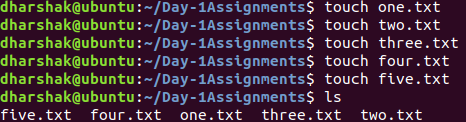 dharshak@ubuntu:~/Day-1Assignments$ touch one.txt
dharshak@ubuntu:~/Day-1Assignments$ touch two.txt
dharshak@ubuntu:~/Day-1Assignments$ touch three.txt
dharshak@ubuntu:~/Day-1Assignments$ touch four.txt
dharshak@ubuntu:~/Day-1Assignments$ touch five.txt
dharshak@ubuntu:~/Day-1Assignments$ ls
five.txt  four.txt  one.txt  three.txt  two.txt